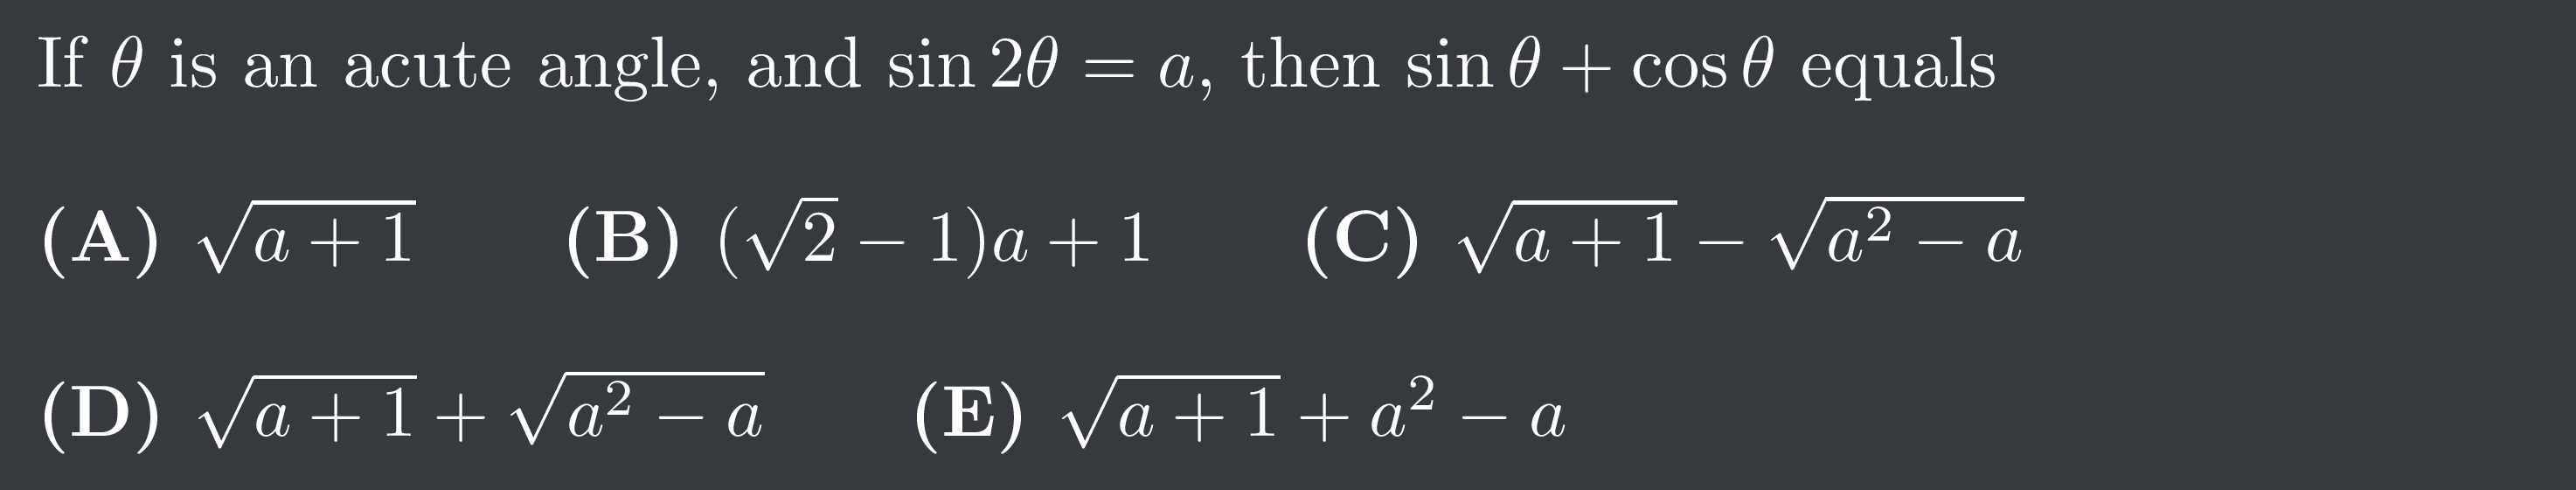 If θ is an acute angle, and sin 2θ = a, then sin θ + cos θ equals
(A) √(a + 1) (B) (√2 − 1)a + 1 (C) √(a + 1) − √(a² − a)
(D) √(a + 1) + √(a² − a) (E) √(a + 1) + a² − a